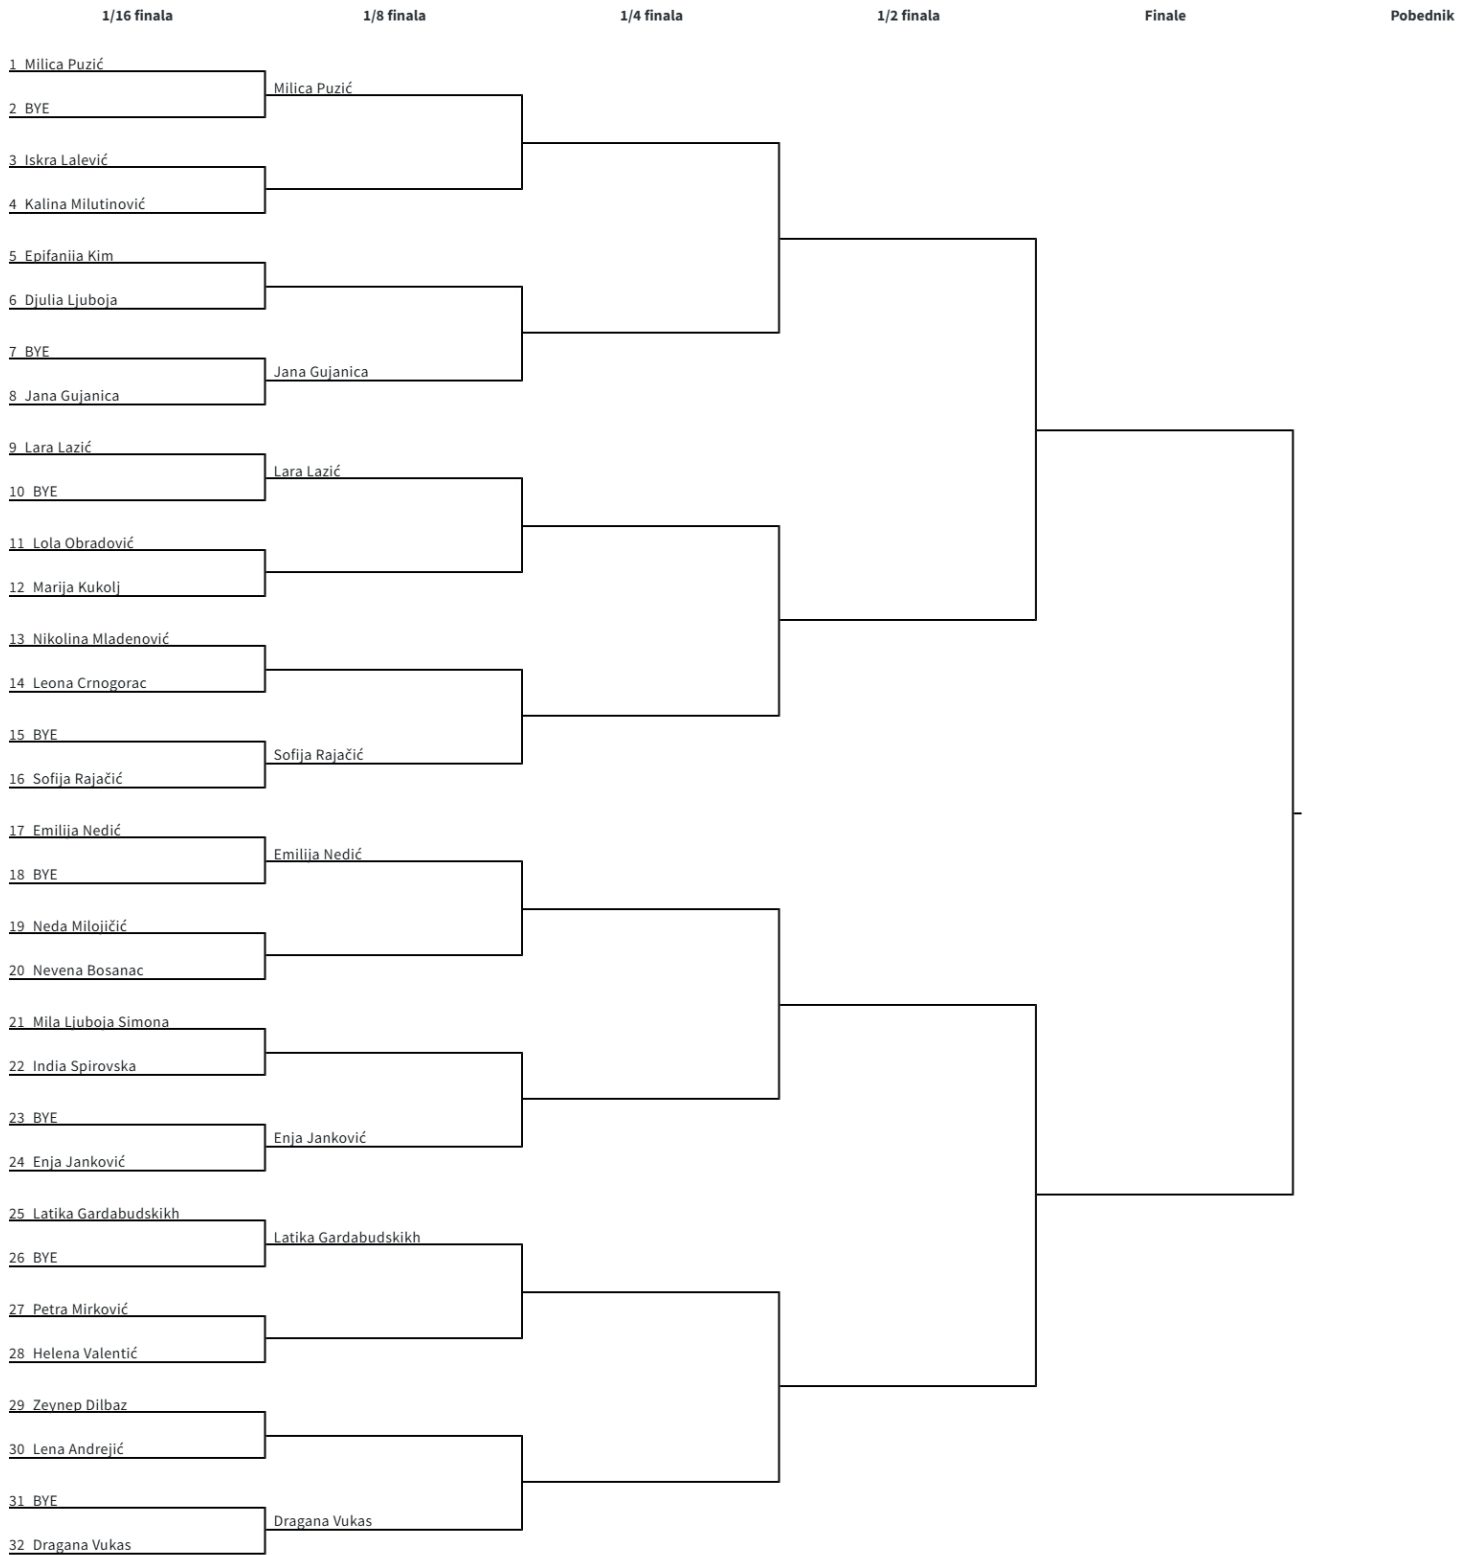 1/16 finala 1/8 finala 1/4 finala 1/2 finala Finale Pobednik
1 Milica Puzić
Milica Puzić
2 BYE
3 Iskra Lalević
4 Kalina Milutinović
5 Epifaniia Kim
6 Djulia Ljuboja
7 BYE
Jana Gujanica
8 Jana Gujanica
9 Lara Lazić
Lara Lazić
10 BYE
11 Lola Obradović
12 Marija Kukolj
13 Nikolina Mladenović
14 Leona Crnogorac
15 BYE
Sofija Rajačić
16 Sofija Rajačić
17 Emilija Nedić
Emilija Nedić
18 BYE
19 Neda Milojičić
20 Nevena Bosanac
21 Mila Ljuboja Simona
22 India Spirovska
23 BYE
Enja Janković
24 Enja Janković
25 Latika Gardabudskikh
Latika Gardabudskikh
26 BYE
27 Petra Mirković
28 Helena Valentić
29 Zeynep Dilbaz
30 Lena Andrejić
31 BYE
Dragana Vukas
32 Dragana Vukas